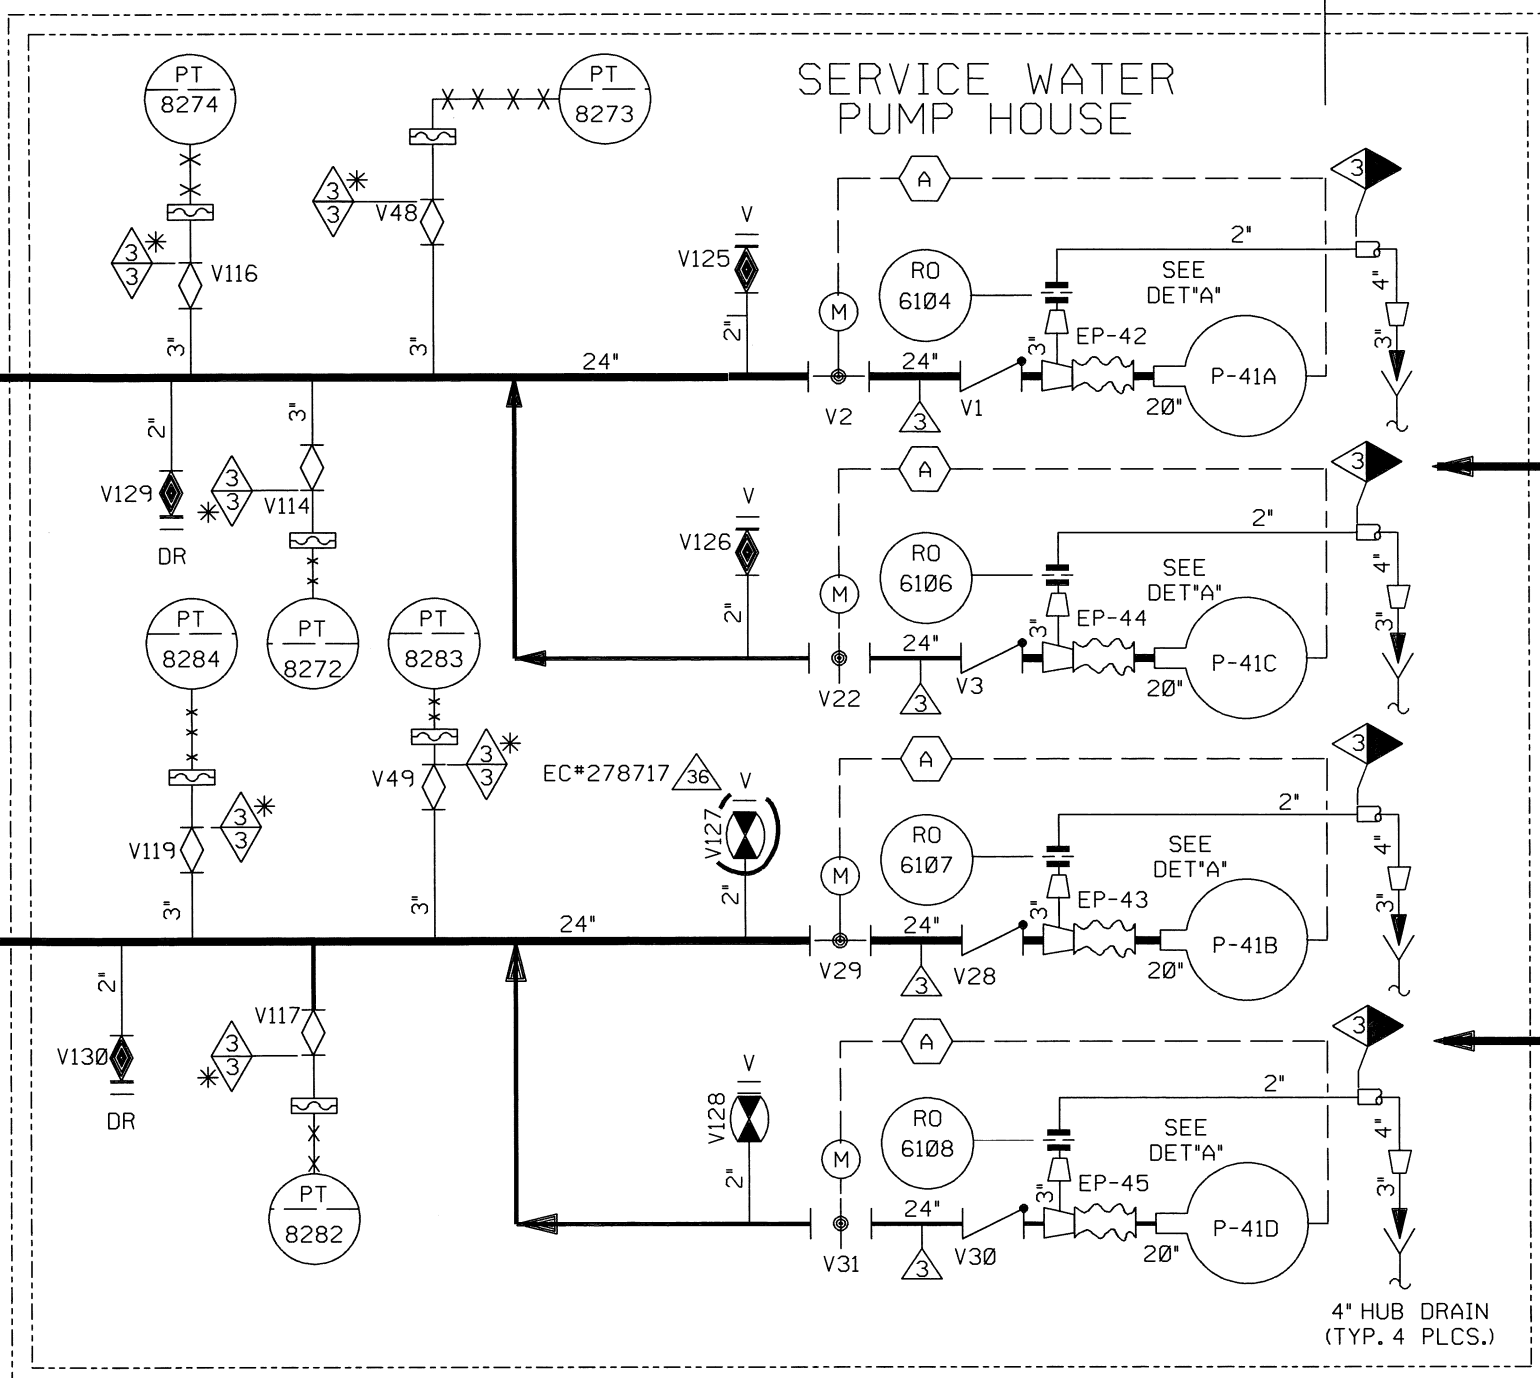 SERVICE WATER
PUMP HOUSE
PT
8274
PT
8273
3
3
*
V116
3"
3
3
*
V48
3"
24"
V
V125
2"
A
M
V2
RO
6104
24"
3
V1
3"
EP-42
SEE
DET"A"
20"
P-41A
2"
3
4"
3"
2"
V129
DR
3"
3
3
*
V114
PT
8272
V
V126
2"
A
M
V22
RO
6106
24"
3
V3
3"
EP-44
SEE
DET"A"
20"
P-41C
2"
3
4"
3"
PT
8284
PT
8283
3
3
*
V119
3"
V49
3
3
*
3"
EC#278717
36
24"
V
V127
2"
A
M
V29
RO
6107
24"
3
V28
3"
EP-43
SEE
DET"A"
20"
P-41B
2"
3
4"
3"
2"
V130
DR
V117
3
3
*
PT
8282
V
V128
2"
A
M
V31
RO
6108
24"
3
V30
3"
EP-45
SEE
DET"A"
20"
P-41D
2"
3
4"
3"
4" HUB DRAIN
(TYP. 4 PLCS.)